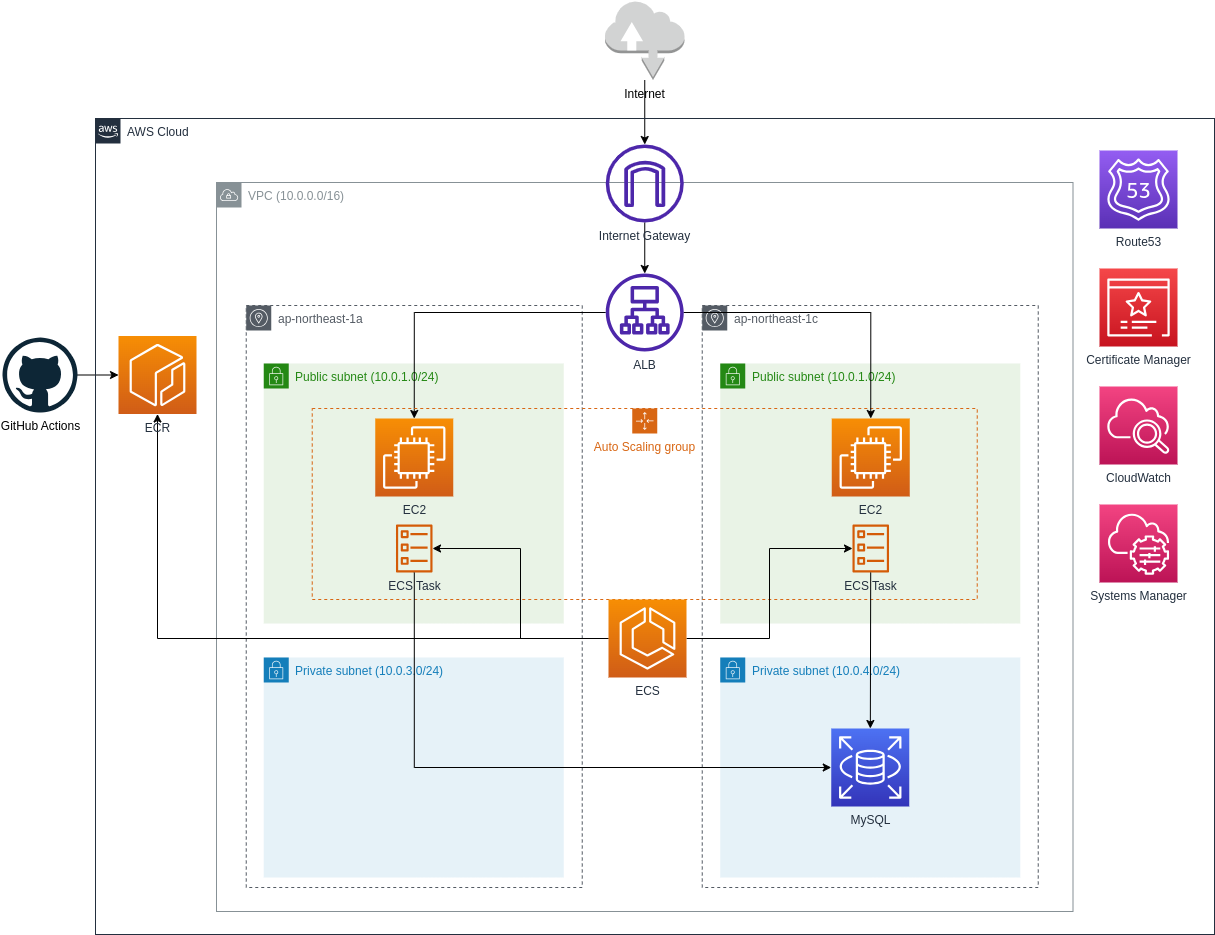 Internet
aws
AWS Cloud
VPC (10.0.0.0/16)
53
Route53
Internet Gateway
Certificate Manager
ap-northeast-1a
ap-northeast-1c
ALB
Public subnet (10.0.1.0/24)
Public subnet (10.0.1.0/24)
GitHub Actions
ECR
Auto Scaling group
CloudWatch
EC2
EC2
ECS Task
ECS Task
Systems Manager
Private subnet (10.0.3.0/24)
Private subnet (10.0.4.0/24)
ECS
MySQL